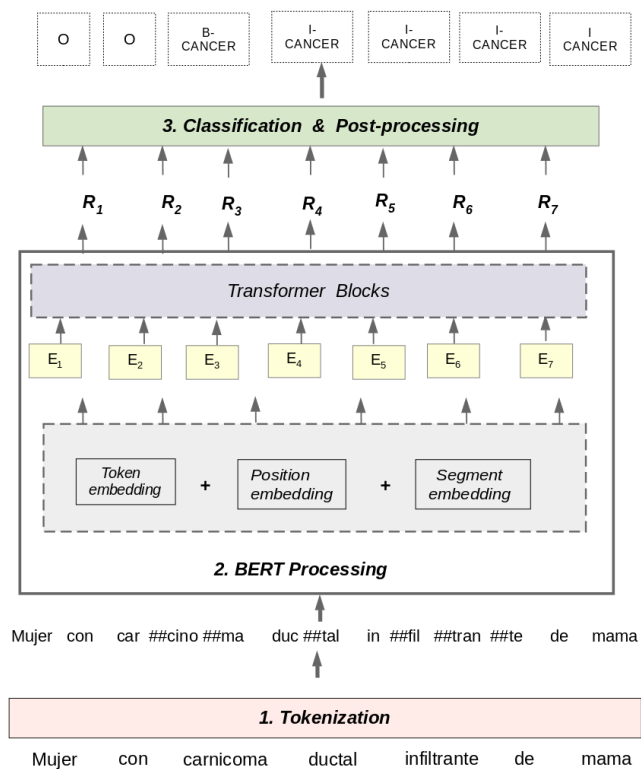 O O B-CANCER I-CANCER I-CANCER I-CANCER I CANCER
3. Classification & Post-processing
R1 R2 R3 R4 R5 R6 R7
Transformer Blocks
E1 E2 E3 E4 E5 E6 E7
Token embedding + Position embedding + Segment embedding
2. BERT Processing
Mujer con car ##cino ##ma duc ##tal in ##fil ##tran ##te de mama
1. Tokenization
Mujer con carnicoma ductal infiltrante de mama